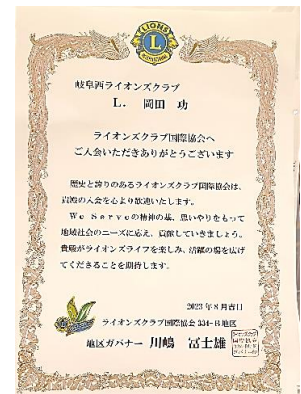 LIONS
L
岐阜西ライオンズクラブ
L. 岡田 功
ライオンズクラブ国際協会へ
ご入会いただきありがとうございます
歴史と誇りのあるライオンズクラブ国際協会は、
貴殿の入会を心より歓迎いたします。
We Serveの精神の基、思いやりをもって
地域社会のニーズに応え、貢献していきましょう。
貴殿がライオンズライフを楽しみ、活躍の場を広げ
てくださることを期待します。
2023年8月吉日
ライオンズクラブ国際協会 334-B地区
地区ガバナー 川嶋 冨士雄